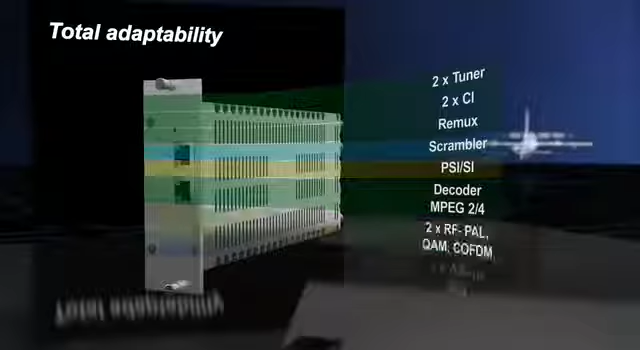 Total adaptability
2 x Tuner
2 x CI
Remux
Scrambler
PSI/SI
Decoder
MPEG 2/4
2 x RF- PAL,
QAM, COFDM